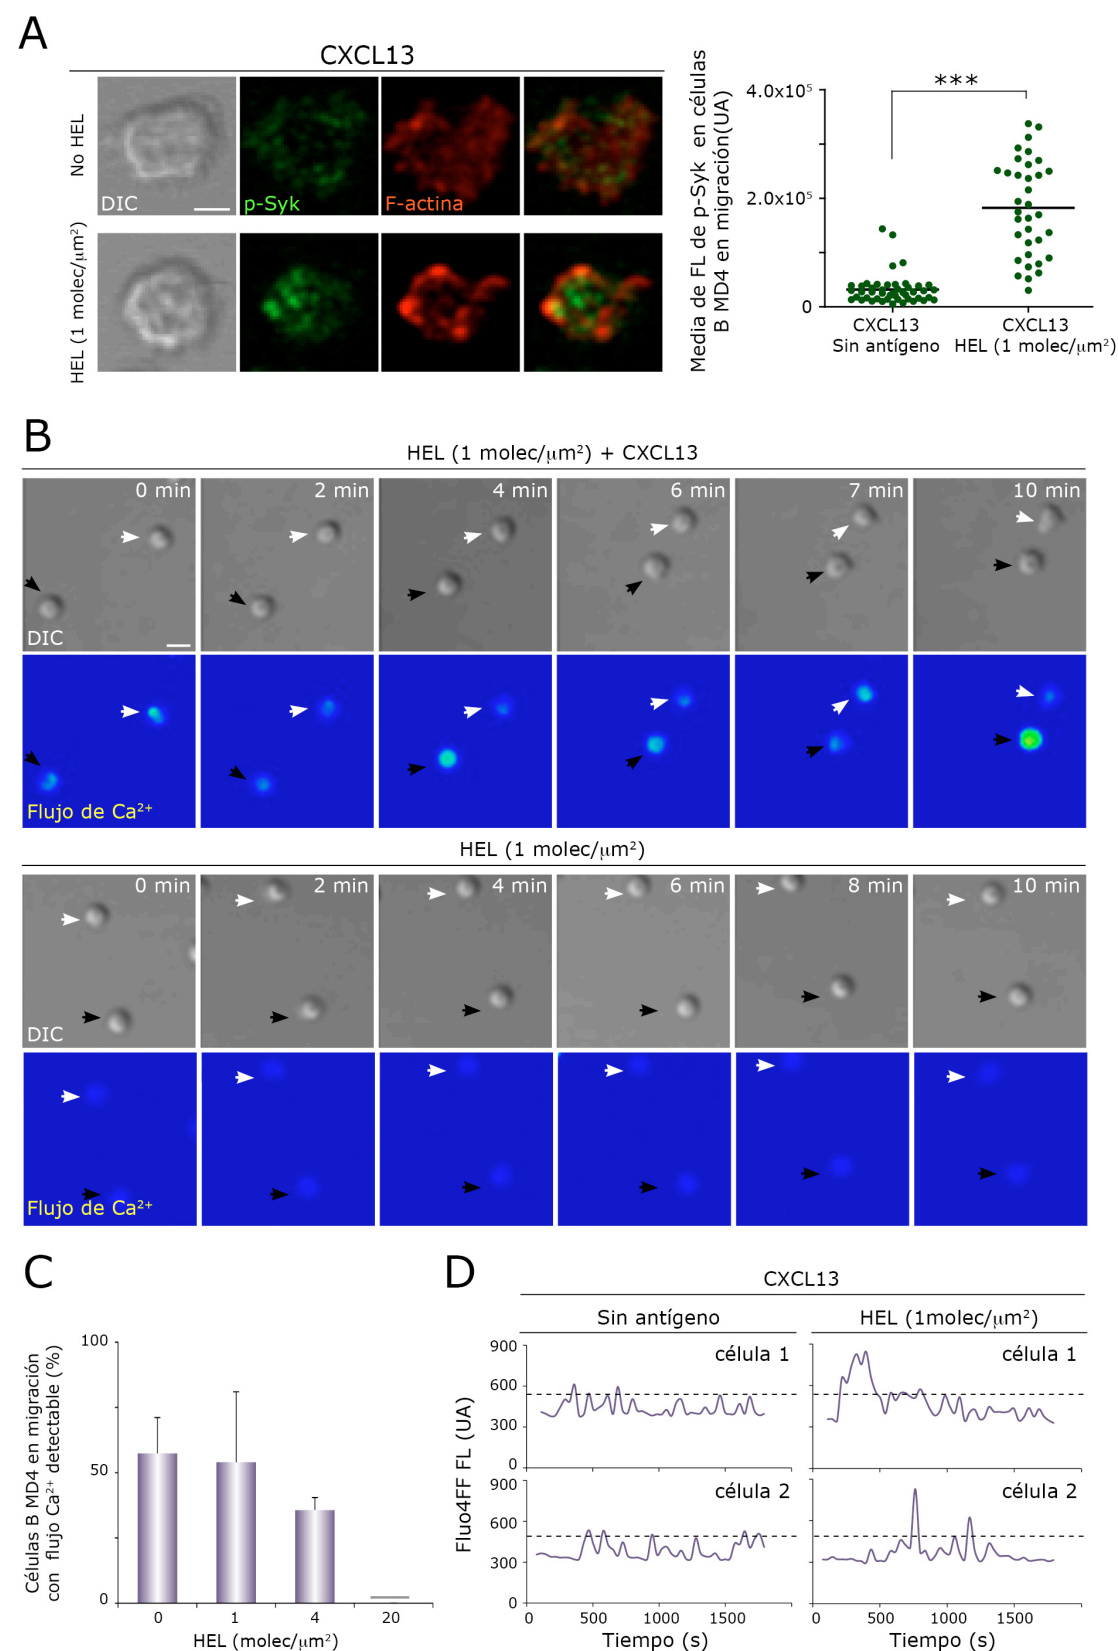 A
CXCL13
No HEL
DIC
p-Syk
F-actina
HEL (1 molec/μm²)
Media de FL de p-Syk en células
B MD4 en migración(UA)
4.0x10⁵
2.0x10⁵
0
***
CXCL13
Sin antígeno
CXCL13
HEL (1 molec/μm²)
B
HEL (1 molec/μm²) + CXCL13
0 min
2 min
4 min
6 min
7 min
10 min
DIC
Flujo de Ca²⁺
HEL (1 molec/μm²)
0 min
2 min
4 min
6 min
8 min
10 min
DIC
Flujo de Ca²⁺
C
Células B MD4 en migración
con flujo Ca²⁺ detectable (%)
100
50
0
0 1 4 20
HEL (molec/μm²)
D
CXCL13
Sin antígeno
HEL (1molec/μm²)
Fluo4FF FL (UA)
900
600
300
0
célula 1
célula 1
900
600
300
0
célula 2
célula 2
0 500 1000 1500
0 500 1000 1500
Tiempo (s)
Tiempo (s)